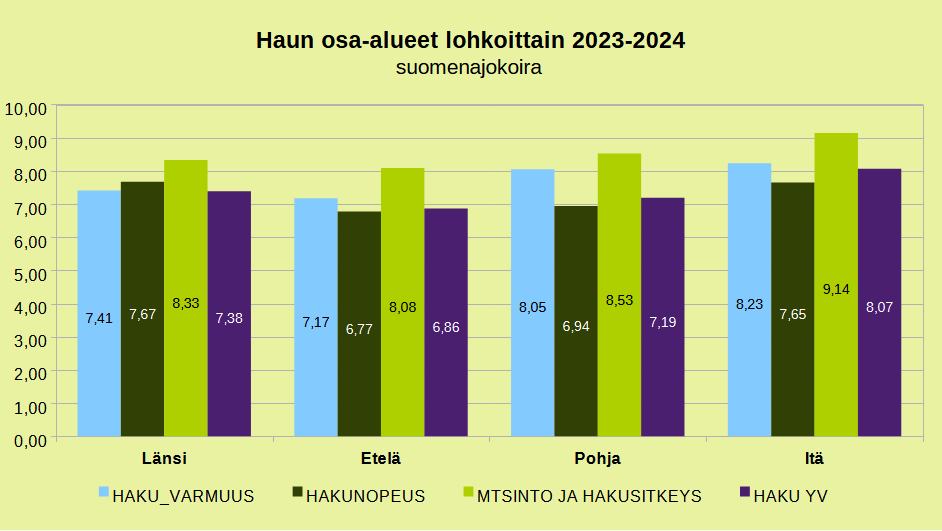 Haun osa-alueet lohkoittain 2023-2024
suomenajokoira
10,00
9,00
8,00
7,00
6,00
5,00
4,00
3,00
2,00
1,00
0,00
7,41 7,67 8,33 7,38
7,17 6,77 8,08 6,86
8,05 6,94 8,53 7,19
8,23 7,65 9,14 8,07
Länsi Etelä Pohja Itä
HAKU_VARMUUS HAKUNOPEUS MTSINTO JA HAKUSITKEYS HAKU YV